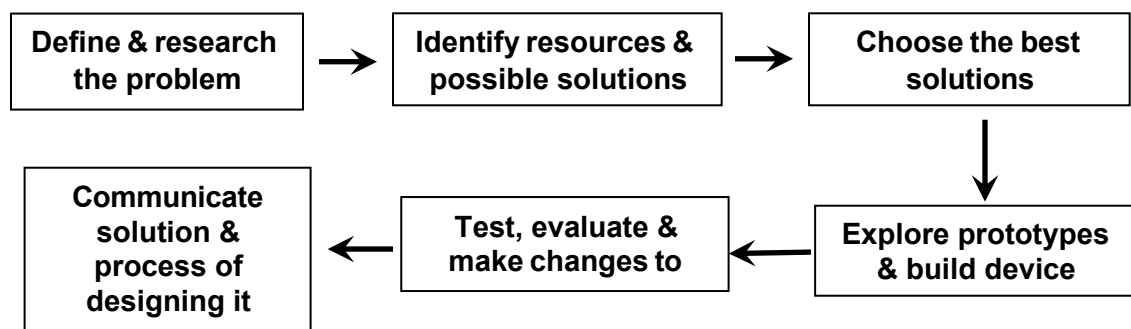 Define & research
the problem
Identify resources &
possible solutions
Choose the best
solutions
Explore prototypes
& build device
Test, evaluate &
make changes to
Communicate
solution &
process of
designing it